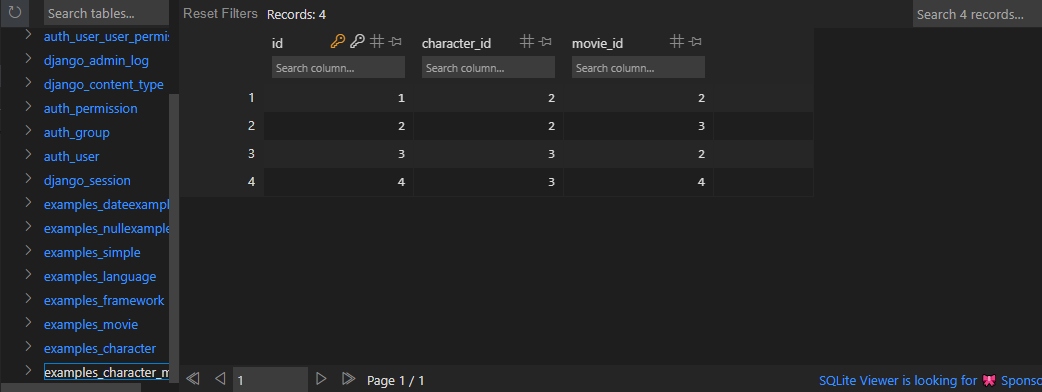 Search tables...
Reset Filters Records: 4
Search 4 records...
auth_user_user_permis
django_admin_log
django_content_type
auth_permission
auth_group
auth_user
django_session
examples_dateexampl
examples_nullexample
examples_simple
examples_language
examples_framework
examples_movie
examples_character
examples_character_m
id character_id movie_id
Search column... Search column... Search column...
1 1 2 2
2 2 2 3
3 3 3 2
4 4 3 4
1 Page 1 / 1
SQLite Viewer is looking for 🎀 Sponso